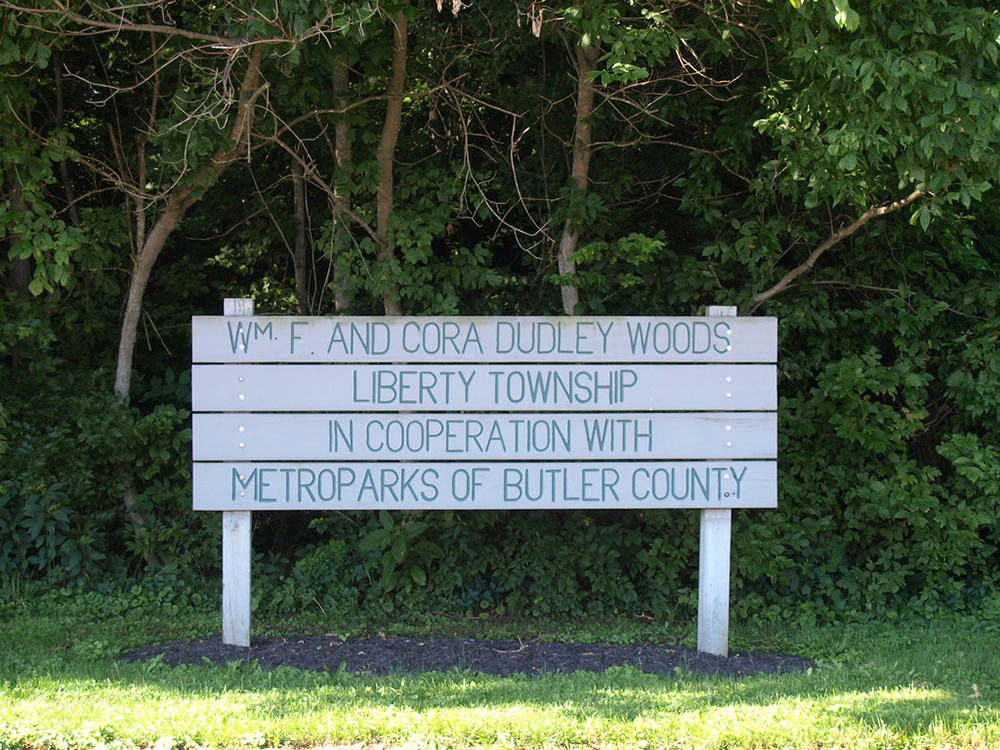 WM. F. AND CORA DUDLEY WOODS
LIBERTY TOWNSHIP
IN COOPERATION WITH
METROPARKS OF BUTLER COUNTY